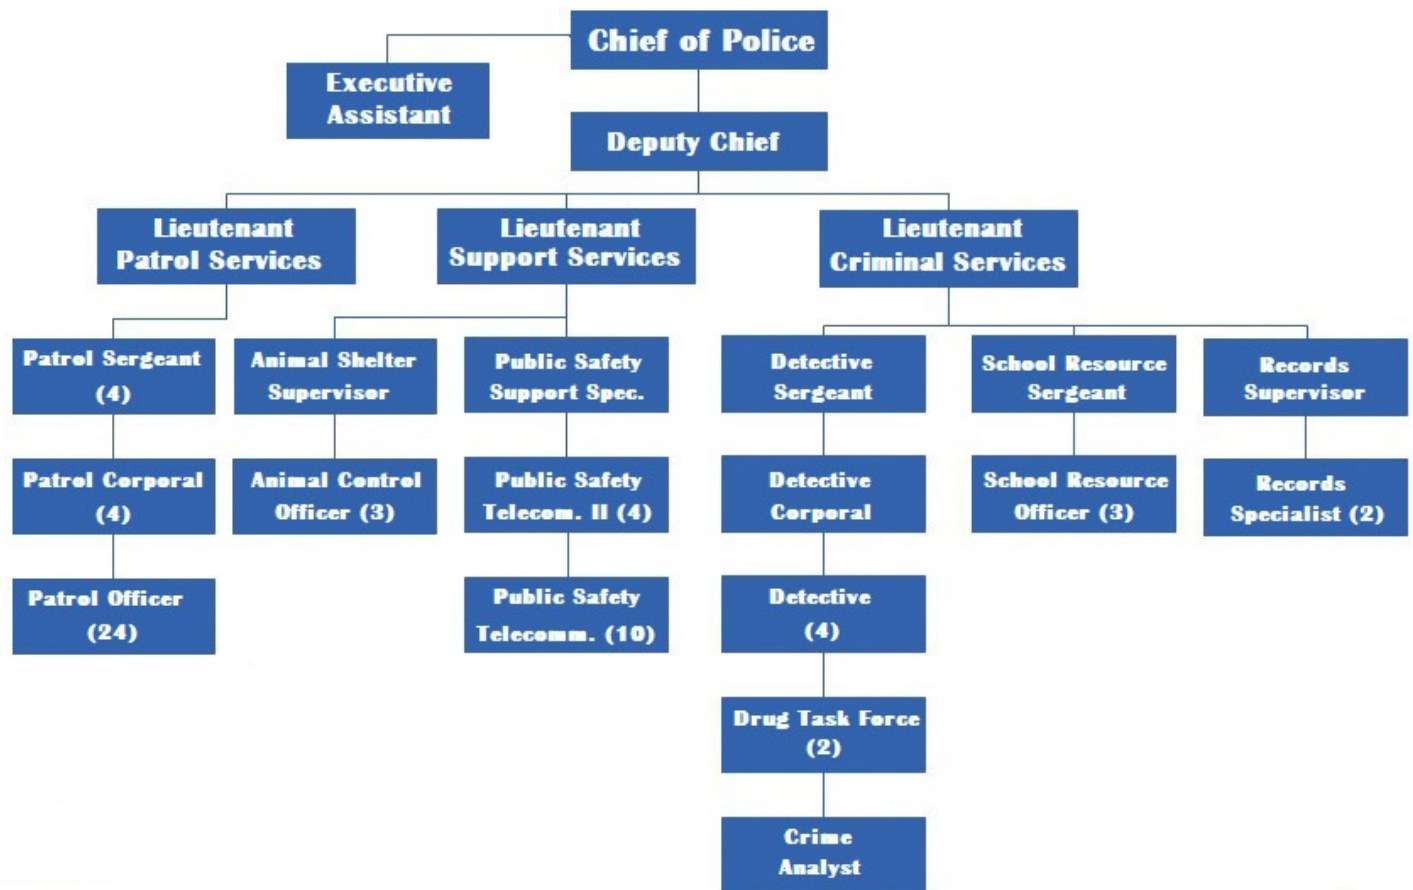 Chief of Police
Executive
Assistant
Deputy Chief
Lieutenant
Patrol Services
Lieutenant
Support Services
Lieutenant
Criminal Services
Patrol Sergeant
(4)
Animal Shelter
Supervisor
Public Safety
Support Spec.
Detective
Sergeant
School Resource
Sergeant
Records
Supervisor
Patrol Corporal
(4)
Animal Control
Officer (3)
Public Safety
Telecom. II (4)
Detective
Corporal
School Resource
Officer (3)
Records
Specialist (2)
Patrol Officer
(24)
Public Safety
Telecomm. (10)
Detective
(4)
Drug Task Force
(2)
Crime
Analyst